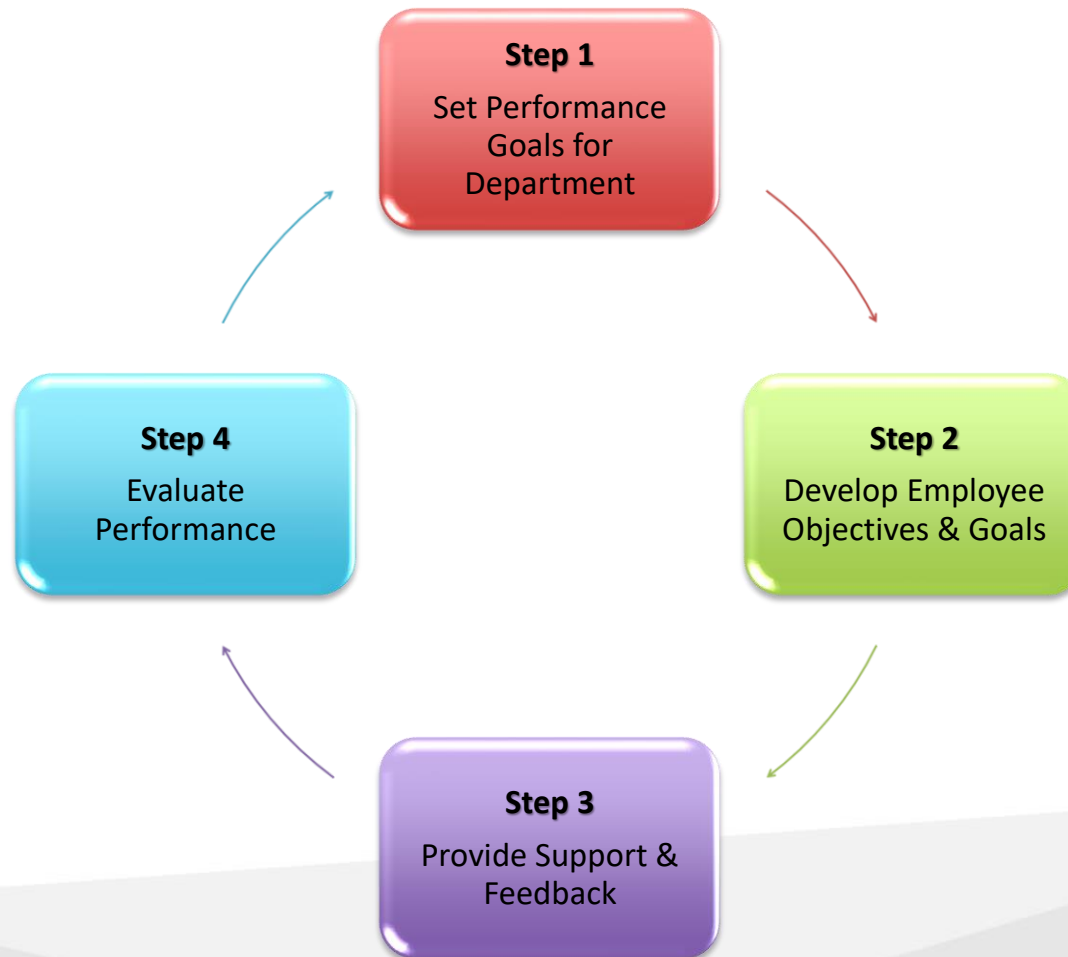 Step 1
Set Performance
Goals for
Department
Step 2
Develop Employee
Objectives & Goals
Step 3
Provide Support &
Feedback
Step 4
Evaluate
Performance